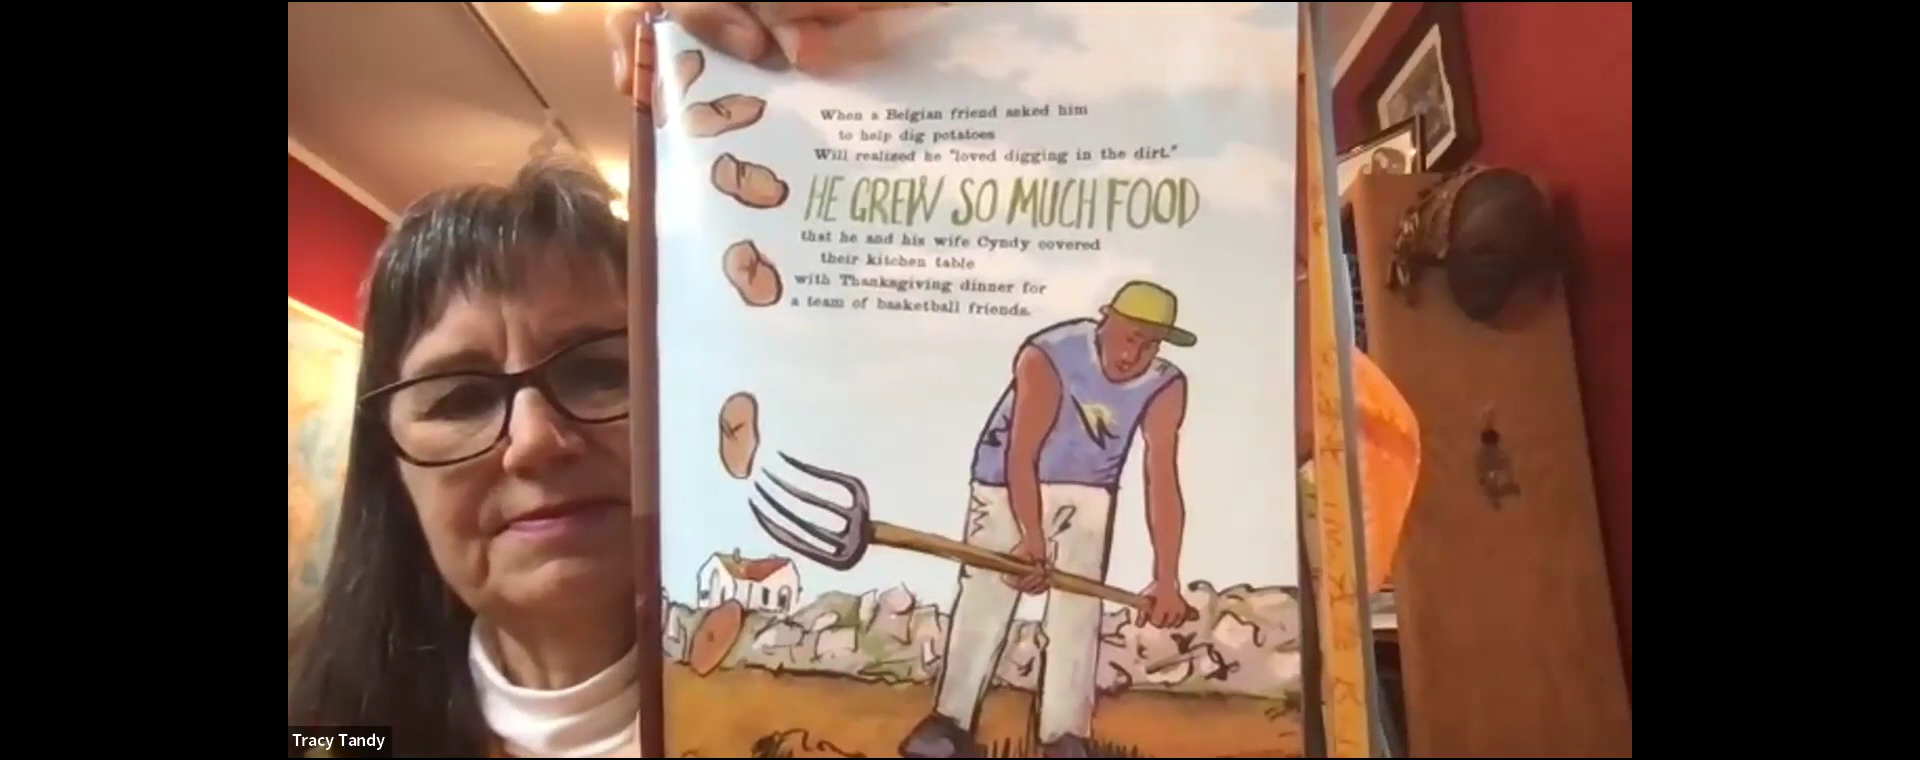 When a Belgian friend asked him
to help dig potatoes
Will realized he "loved digging in the dirt."
HE GREW SO MUCH FOOD
that he and his wife Cyndy covered
their kitchen table
with Thanksgiving dinner for
a team of basketball friends.
Tracy Tandy